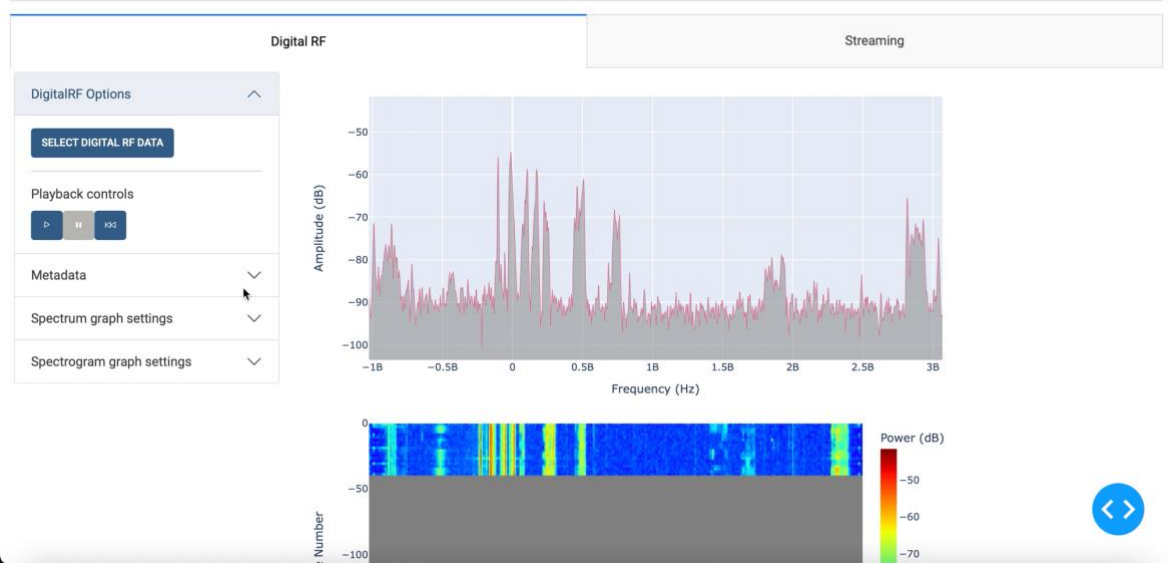 Digital RF
Streaming
DigitalRF Options
SELECT DIGITAL RF DATA
Playback controls
Metadata
Spectrum graph settings
Spectrogram graph settings
Amplitude (dB)
−50
−60
−70
−80
−90
−100
−1B −0.5B 0 0.5B 1B 1.5B 2B 2.5B 3B
Frequency (Hz)
0
−50
−100
Number
Power (dB)
−50
−60
−70